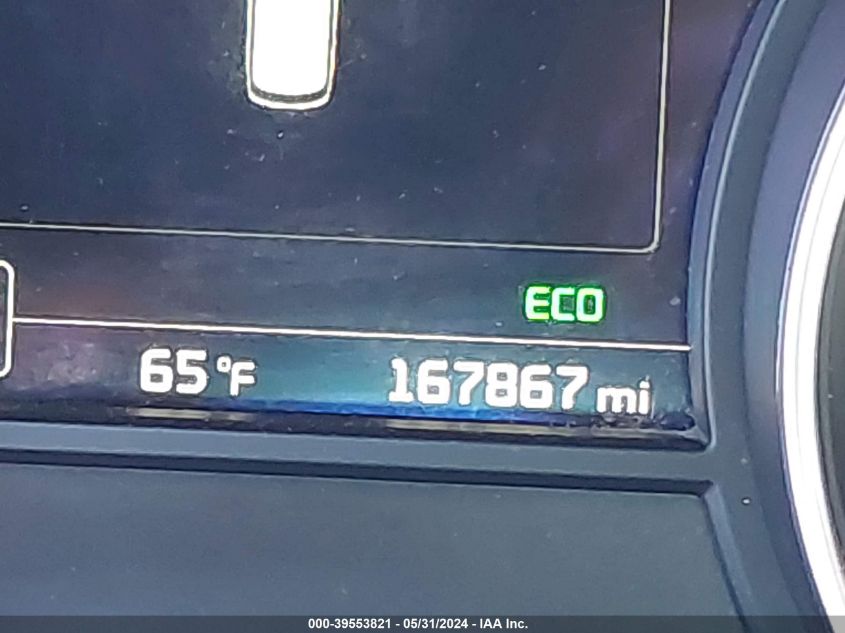 ECO
65 °F 167867 mi
000-39553821 - 05/31/2024 - IAA Inc.